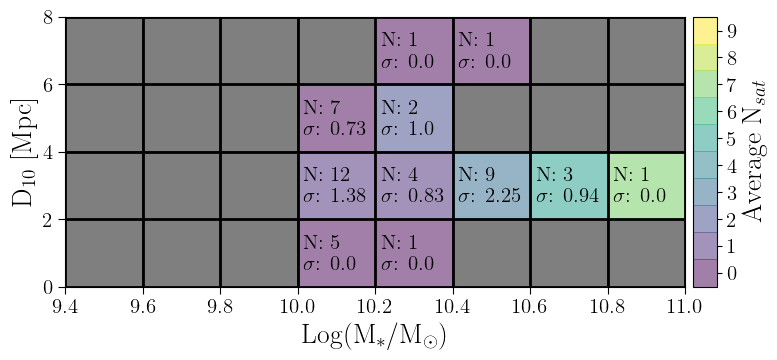 8
N: 1
σ: 0.0
N: 1
σ: 0.0
6
N: 7
σ: 0.73
N: 2
σ: 1.0
4
N: 12
σ: 1.38
N: 4
σ: 0.83
N: 9
σ: 2.25
N: 3
σ: 0.94
N: 1
σ: 0.0
2
N: 5
σ: 0.0
N: 1
σ: 0.0
0
D₁₀ [Mpc]
9.4 9.6 9.8 10.0 10.2 10.4 10.6 10.8 11.0
Log(M*/M⊙)
9
8
7
6
5
4
3
2
1
0
Average N_sat